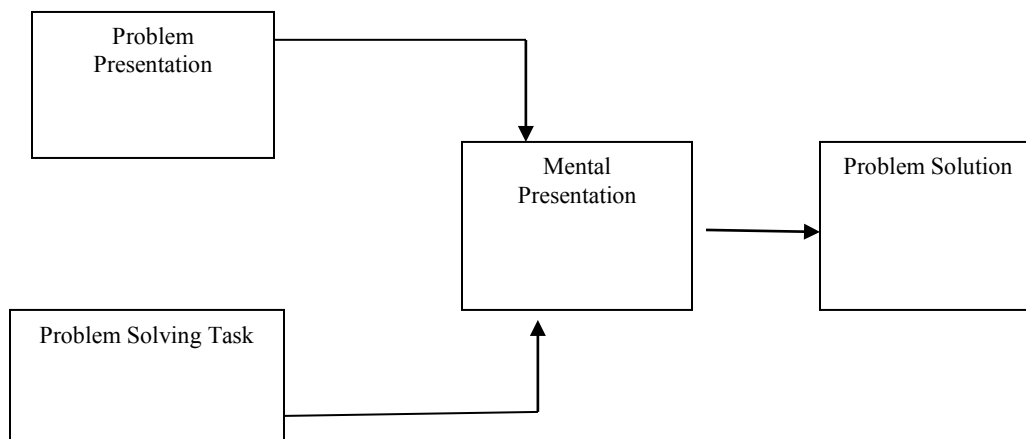 Problem
Presentation
Mental
Presentation
Problem Solution
Problem Solving Task